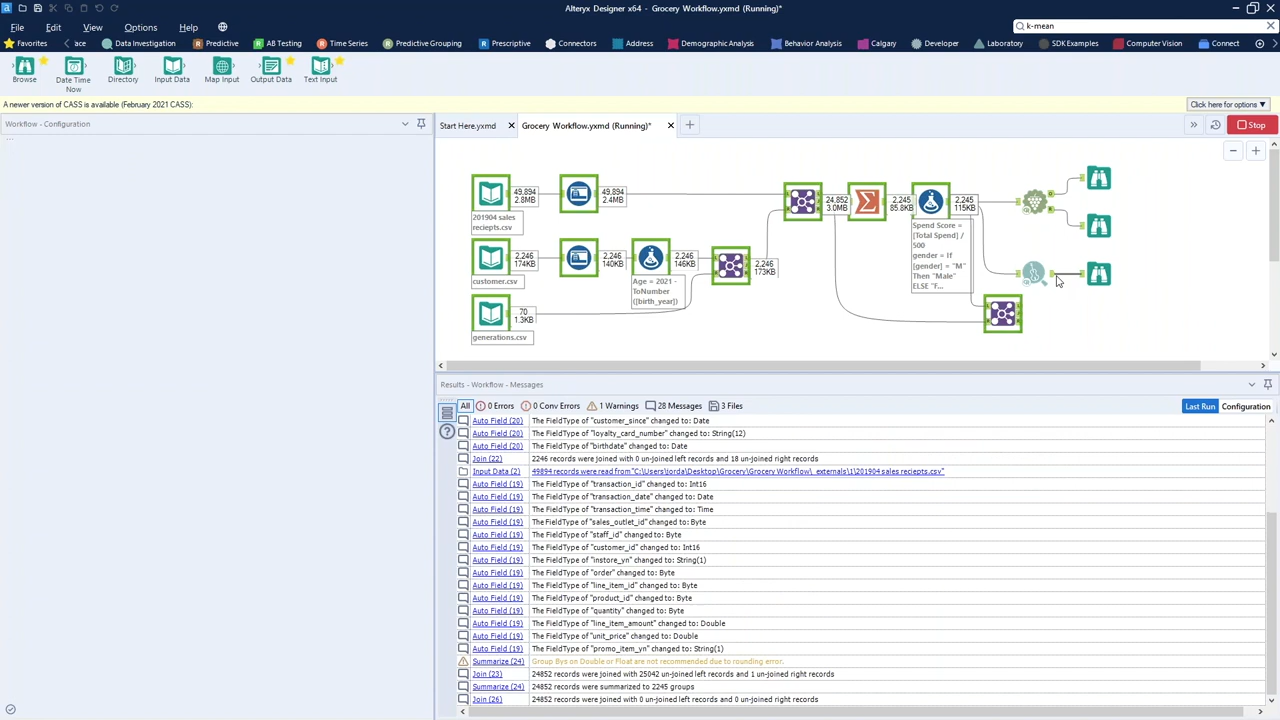 Alteryx Designer x64 - Grocery Workflow.yxmd (Running)*
File Edit View Options Help
k-mean
Favorites
ace
Data Investigation
Predictive
AB Testing
Time Series
Predictive Grouping
Prescriptive
Connectors
Address
Demographic Analysis
Behavior Analysis
Calgary
Developer
Laboratory
SDK Examples
Computer Vision
Connect
Browse
Date Time
Now
Directory
Input Data
Map Input
Output Data
Text Input
A newer version of CASS is available (February 2021 CASS):
Click here for options ▼
Workflow - Configuration
Start Here.yxmd
Grocery Workflow.yxmd (Running)*
Stop
49,894
2.8MB
49,894
2.4MB
201904 sales
reciepts.csv
2,246
174KB
2,246
140KB
2,246
146KB
2,246
173KB
customer.csv
Age = 2021 -
ToNumber
([birth_year])
70
1.3KB
generations.csv
24,852
3.0MB
2,245
85.8KB
2,245
115KB
Spend Score =
[Total Spend] /
500
gender = If
[gender] = "M"
Then "Male"
ELSE "F...
Results - Workflow - Messages
All 0 Errors 0 Conv Errors 1 Warnings 28 Messages 3 Files
Last Run Configuration
Auto Field (20) The FieldType of "customer_since" changed to: Date
Auto Field (20) The FieldType of "loyalty_card_number" changed to: String(12)
Auto Field (20) The FieldType of "birthdate" changed to: Date
Join (22) 2246 records were joined with 0 un-joined left records and 18 un-joined right records
Input Data (2) 49894 records were read from "C:\Users\jorda\Desktop\Grocery\Grocery Workflow\_externals\1\201904 sales reciepts.csv"
Auto Field (19) The FieldType of "transaction_id" changed to: Int16
Auto Field (19) The FieldType of "transaction_date" changed to: Date
Auto Field (19) The FieldType of "transaction_time" changed to: Time
Auto Field (19) The FieldType of "sales_outlet_id" changed to: Byte
Auto Field (19) The FieldType of "staff_id" changed to: Byte
Auto Field (19) The FieldType of "customer_id" changed to: Int16
Auto Field (19) The FieldType of "instore_yn" changed to: String(1)
Auto Field (19) The FieldType of "order" changed to: Byte
Auto Field (19) The FieldType of "line_item_id" changed to: Byte
Auto Field (19) The FieldType of "product_id" changed to: Byte
Auto Field (19) The FieldType of "quantity" changed to: Byte
Auto Field (19) The FieldType of "line_item_amount" changed to: Double
Auto Field (19) The FieldType of "unit_price" changed to: Double
Auto Field (19) The FieldType of "promo_item_yn" changed to: String(1)
Summarize (24) Group Bys on Double or Float are not recommended due to rounding error.
Join (23) 24852 records were joined with 25042 un-joined left records and 1 un-joined right records
Summarize (24) 24852 records were summarized to 2245 groups
Join (26) 24852 records were joined with 0 un-joined left records and 0 un-joined right records